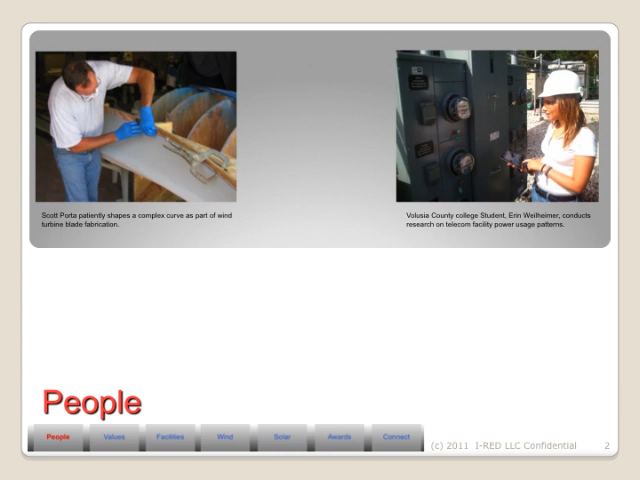 Scott Porta patiently shapes a complex curve as part of wind
turbine blade fabrication.
Volusia County college Student, Erin Weilheimer, conducts
research on telecom facility power usage patterns.
People
People Values Facilities Wind Solar Awards Connect
(c) 2011 I-RED LLC Confidential 2